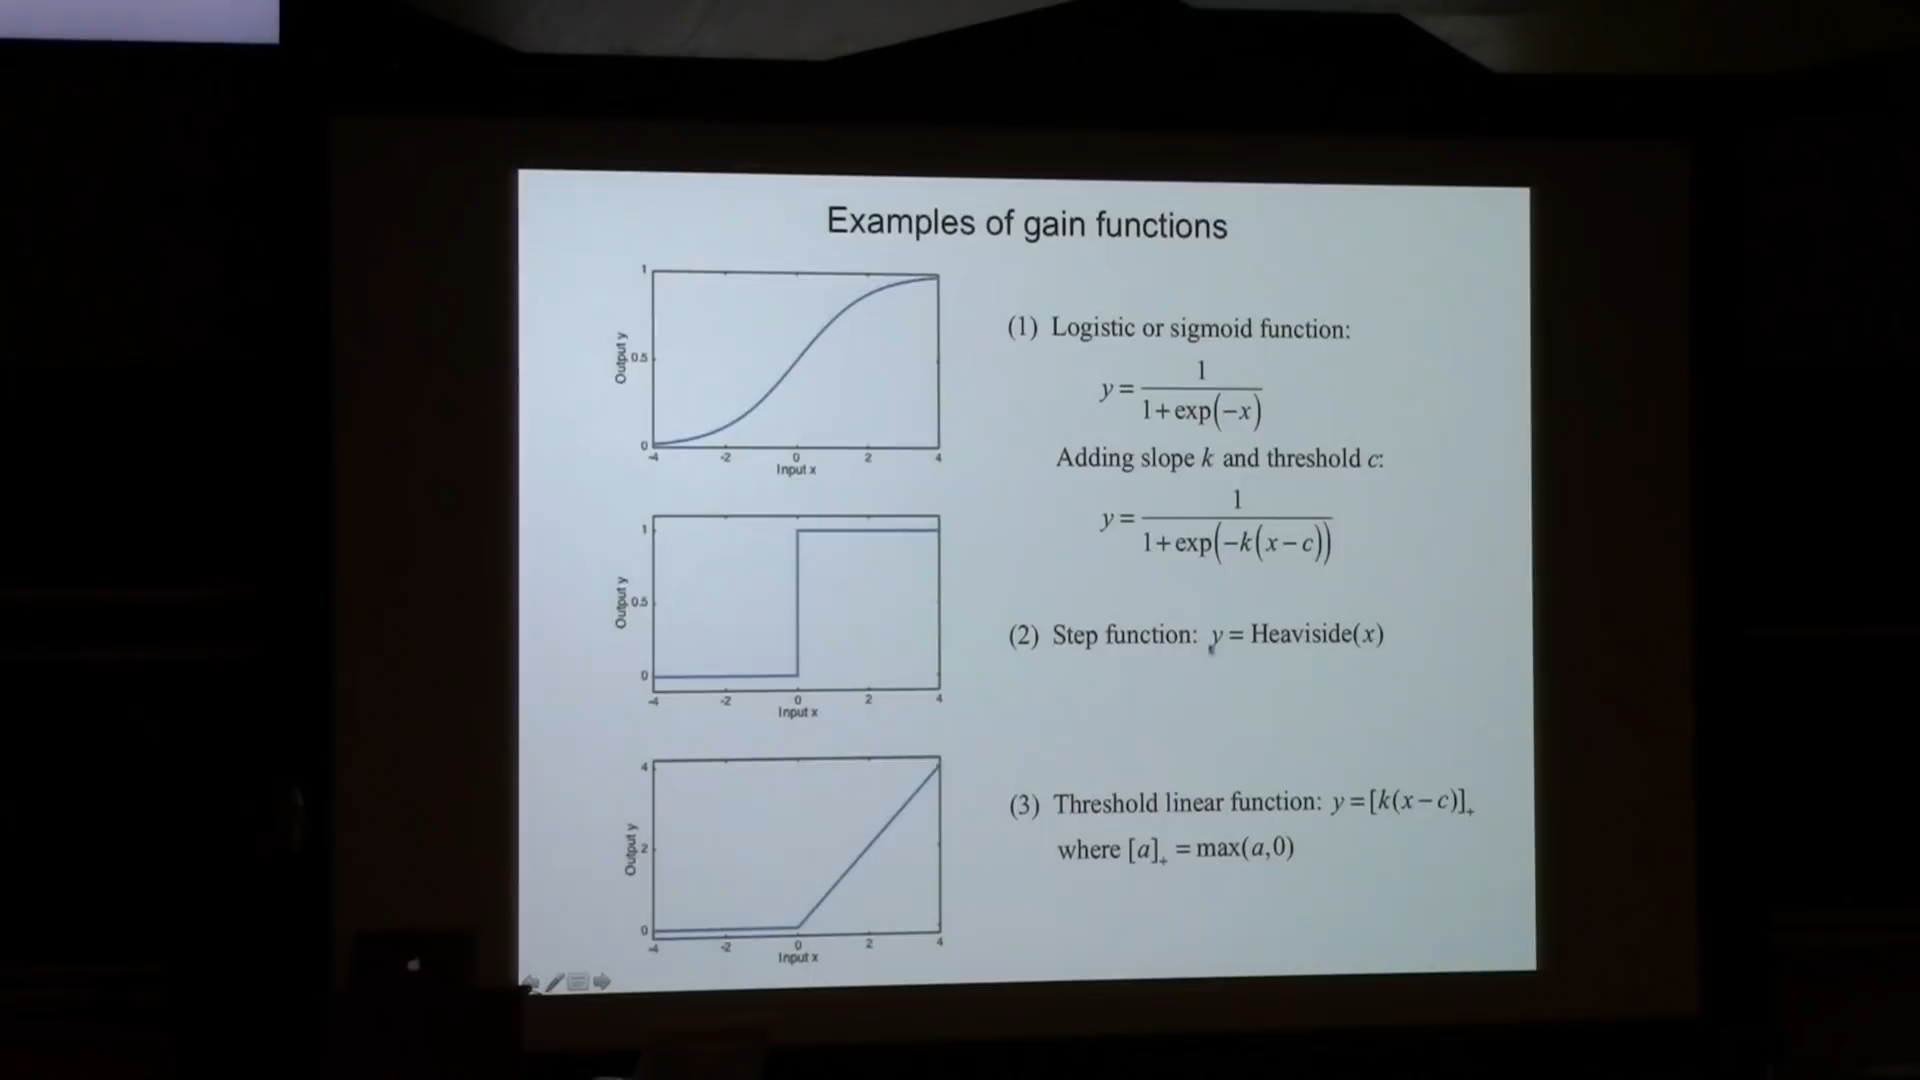 Examples of gain functions
1
0.5
0
Output y
-4 -2 0 2 4
Input x
(1) Logistic or sigmoid function:
y = 1 / (1 + exp(−x))
Adding slope k and threshold c:
y = 1 / (1 + exp(−k(x − c)))
1
0.5
0
Output y
-4 -2 0 2 4
Input x
(2) Step function: y = Heaviside(x)
4
2
0
Output y
-4 -2 0 2 4
Input x
(3) Threshold linear function: y = [k(x − c)]₊
where [a]₊ = max(a,0)